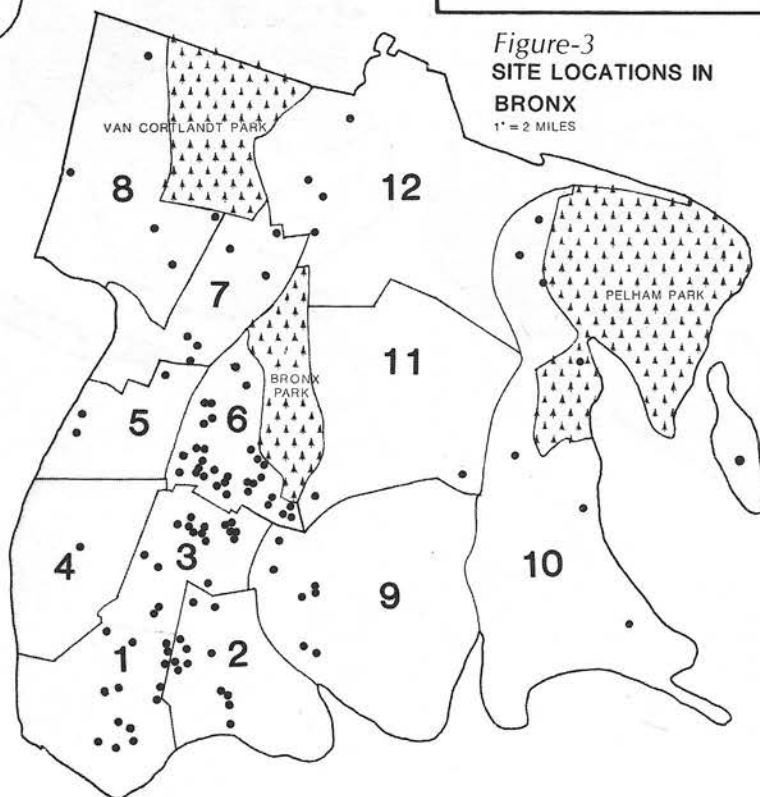 Figure-3
SITE LOCATIONS IN
BRONX
1" = 2 MILES
VAN CORTLANDT PARK
8
12
7
PELHAM PARK
11
BRONX
PARK
5
6
3
4
10
9
1
2